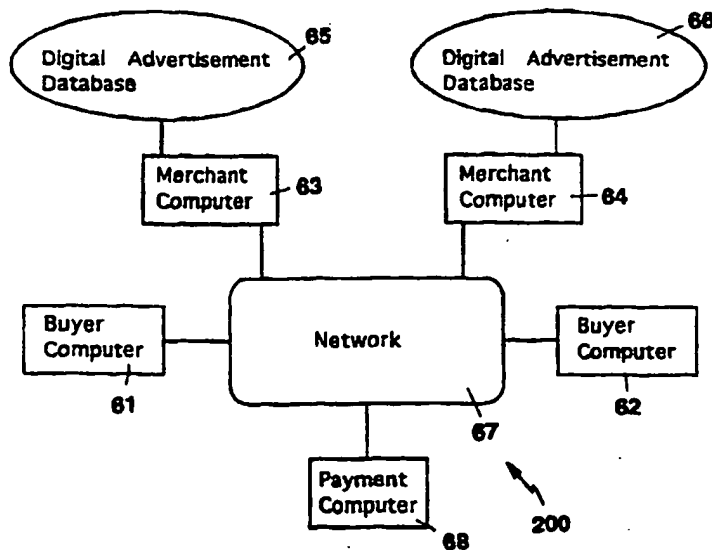 65
Digital Advertisement
Database
66
Digital Advertisement
Database
Merchant
Computer
63
Merchant
Computer
64
Buyer
Computer
61
Network
67
Buyer
Computer
62
Payment
Computer
68
200